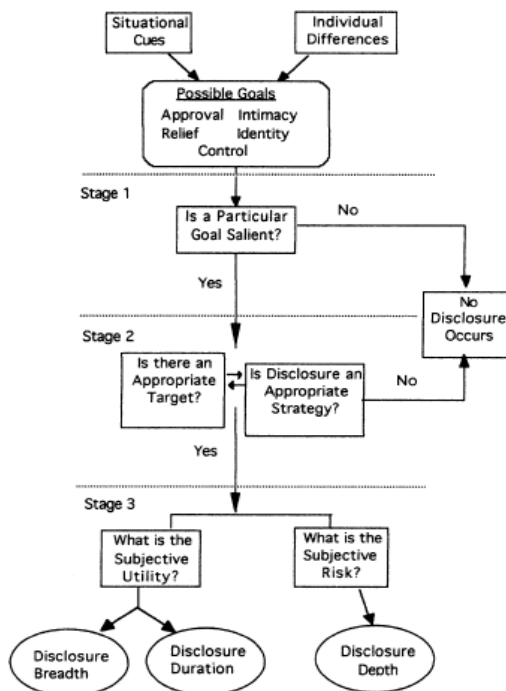 Situational
Cues
Individual
Differences
Possible Goals
Approval Intimacy
Relief Identity
Control
Stage 1
Is a Particular
Goal Salient?
No
Yes
No
Disclosure
Occurs
Stage 2
Is there an
Appropriate
Target?
Is Disclosure an
Appropriate
Strategy?
No
Yes
Stage 3
What is the
Subjective
Utility?
What is the
Subjective
Risk?
Disclosure
Breadth
Disclosure
Duration
Disclosure
Depth